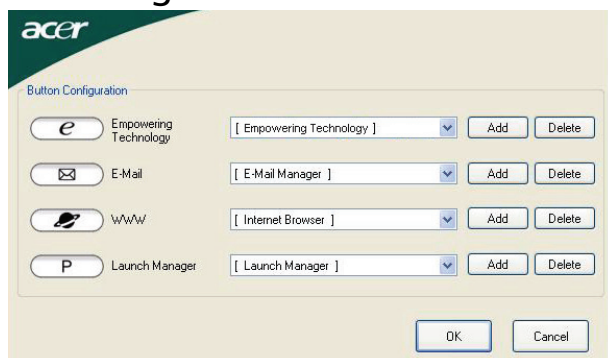 acer
Button Configuration
e Empowering Technology [ Empowering Technology ] Add Delete
E-Mail [ E-Mail Manager ] Add Delete
WWW [ Internet Browser ] Add Delete
P Launch Manager [ Launch Manager ] Add Delete
OK Cancel